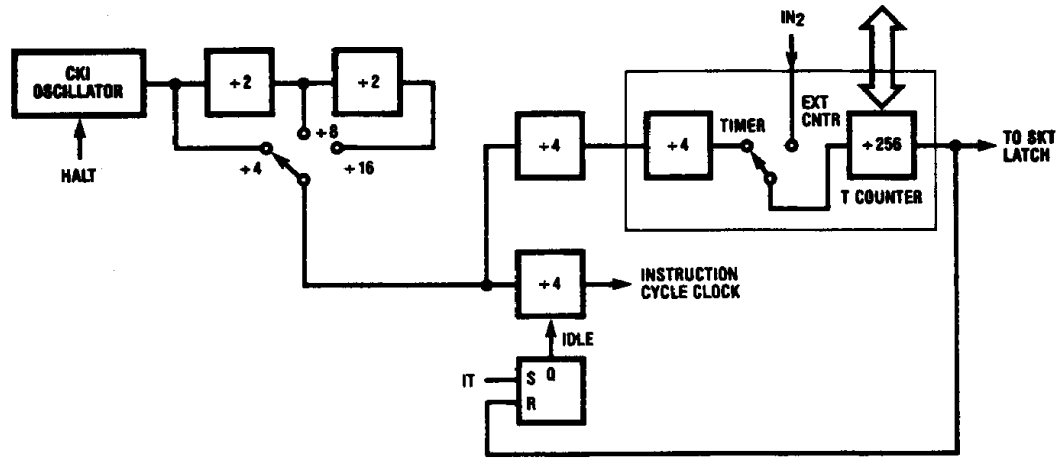 CKI
OSCILLATOR
HALT
÷2
÷2
÷4
÷8
÷16
÷4
÷4
TIMER
IN2
EXT
CNTR
÷256
T COUNTER
TO SKT
LATCH
÷4
INSTRUCTION
CYCLE CLOCK
IDLE
IT
S Q
R